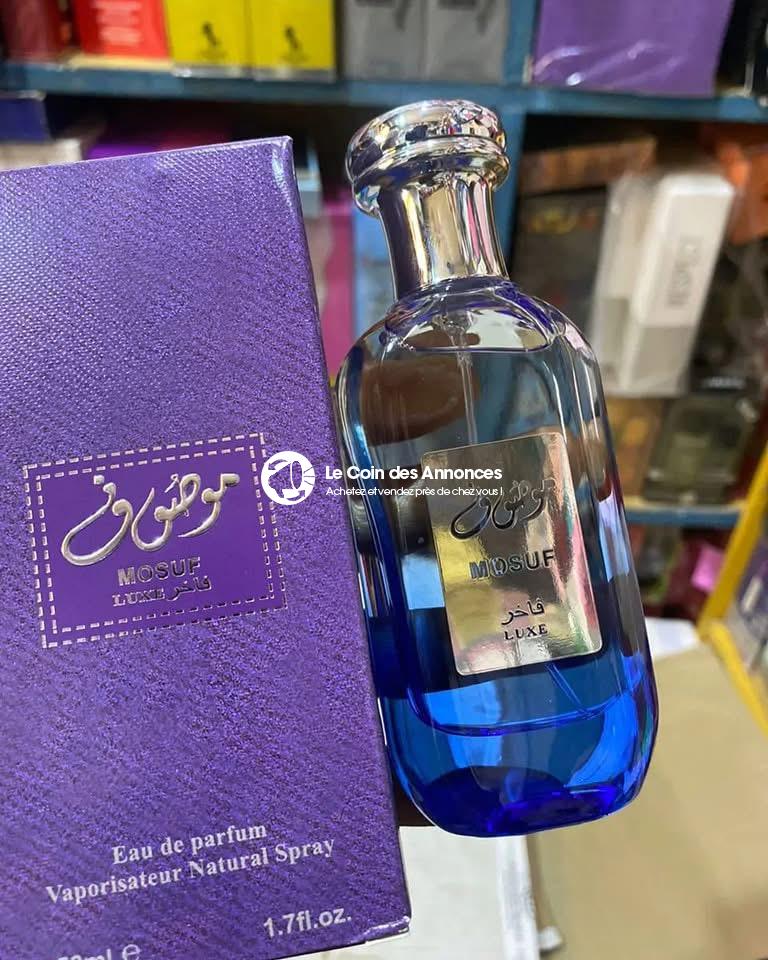 موصوف
MOSUF
LUXE فاخر
Eau de parfum
Vaporisateur Natural Spray
1.7fl.oz.
موصوف
MOSUF
فاخر
LUXE
Le Coin des Annonces
Achetez et vendez près de chez vous !